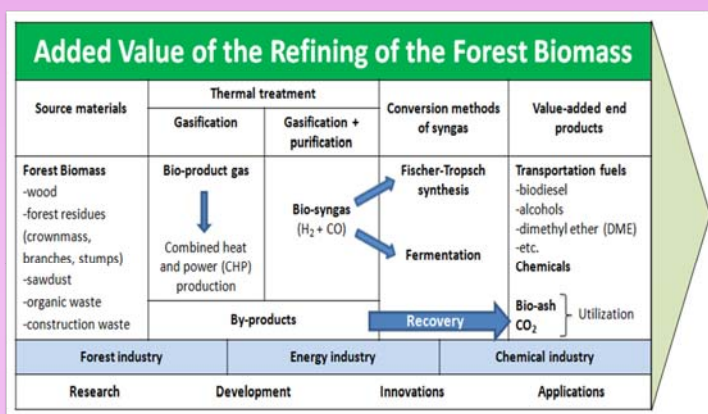 Added Value of the Refining of the Forest Biomass
Source materials
Thermal treatment
Gasification
Gasification +
purification
Conversion methods
of syngas
Value-added end
products
Forest Biomass
-wood
-forest residues
(crownmass,
branches, stumps)
-sawdust
-organic waste
-construction waste
Bio-product gas
Combined heat
and power (CHP)
production
Bio-syngas
(H₂ + CO)
Fischer-Tropsch
synthesis
Fermentation
Transportation fuels
-biodiesel
-alcohols
-dimethyl ether (DME)
-etc.
Chemicals
By-products
Recovery
Bio-ash
CO₂
Utilization
Forest industry
Energy industry
Chemical industry
Research
Development
Innovations
Applications